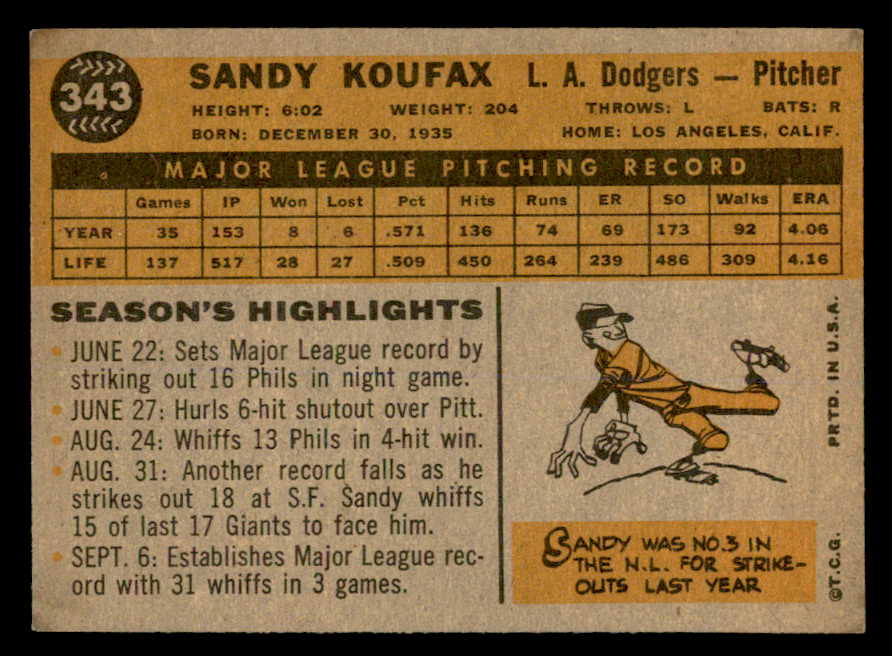 343
SANDY KOUFAX L. A. Dodgers — Pitcher
HEIGHT: 6:02 WEIGHT: 204 THROWS: L BATS: R
BORN: DECEMBER 30, 1935 HOME: LOS ANGELES, CALIF.
MAJOR LEAGUE PITCHING RECORD
Games IP Won Lost Pct Hits Runs ER SO Walks ERA
YEAR 35 153 8 6 .571 136 74 69 173 92 4.06
LIFE 137 517 28 27 .509 450 264 239 486 309 4.16
SEASON'S HIGHLIGHTS
• JUNE 22: Sets Major League record by
striking out 16 Phils in night game.
• JUNE 27: Hurls 6-hit shutout over Pitt.
• AUG. 24: Whiffs 13 Phils in 4-hit win.
• AUG. 31: Another record falls as he
strikes out 18 at S.F. Sandy whiffs
15 of last 17 Giants to face him.
• SEPT. 6: Establishes Major League rec-
ord with 31 whiffs in 3 games.
SANDY WAS NO.3 IN
THE N.L. FOR STRIKE-
OUTS LAST YEAR
©T.C.G. PRTD. IN U.S.A.